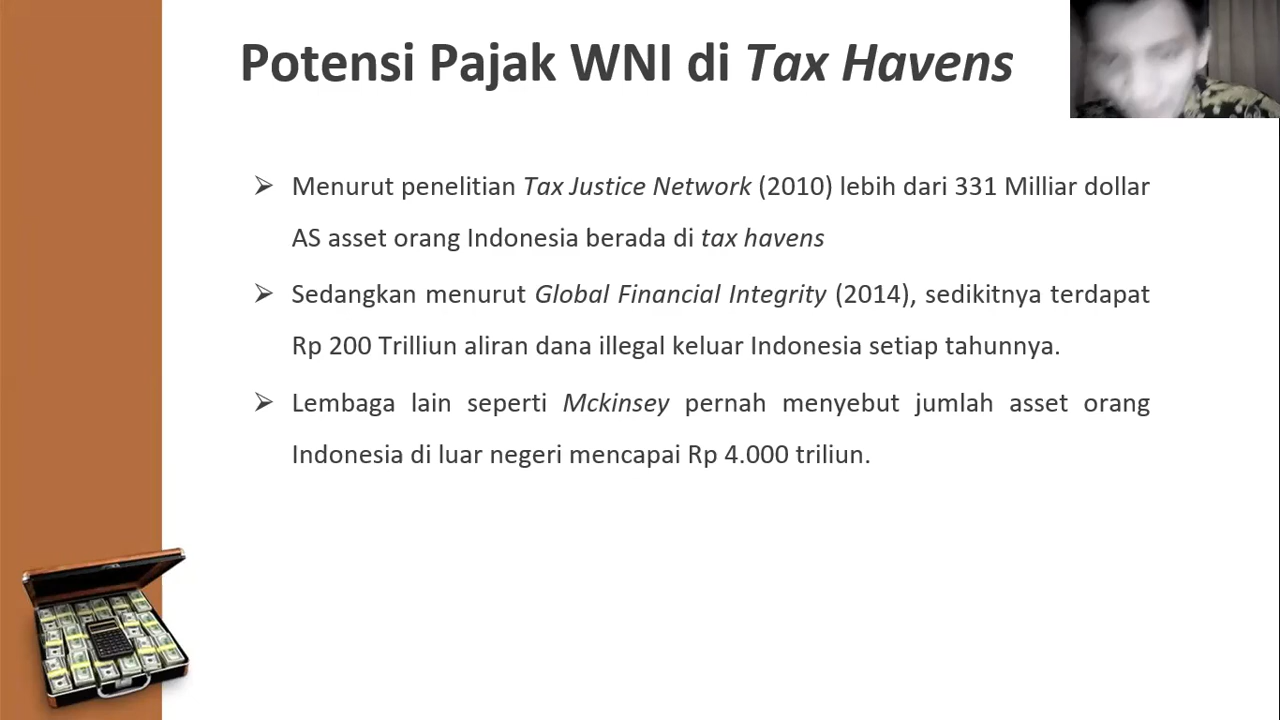 Potensi Pajak WNI di Tax Havens
➢ Menurut penelitian Tax Justice Network (2010) lebih dari 331 Milliar dollar
AS asset orang Indonesia berada di tax havens
➢ Sedangkan menurut Global Financial Integrity (2014), sedikitnya terdapat
Rp 200 Trilliun aliran dana illegal keluar Indonesia setiap tahunnya.
➢ Lembaga lain seperti Mckinsey pernah menyebut jumlah asset orang
Indonesia di luar negeri mencapai Rp 4.000 triliun.